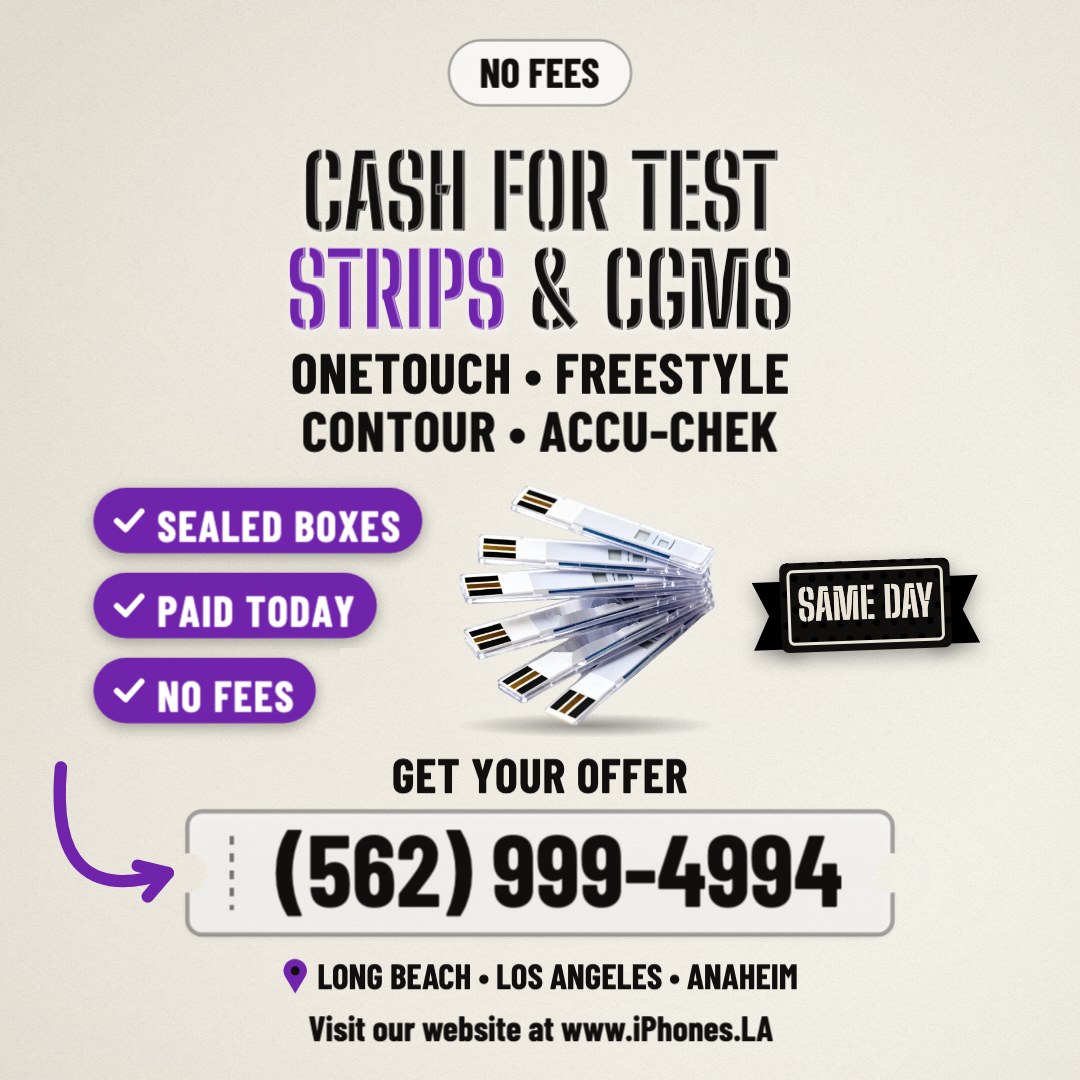 NO FEES
CASH FOR TEST
STRIPS & CGMS
ONETOUCH • FREESTYLE
CONTOUR • ACCU-CHEK
SEALED BOXES
PAID TODAY
NO FEES
SAME DAY
GET YOUR OFFER
(562) 999-4994
LONG BEACH • LOS ANGELES • ANAHEIM
Visit our website at www.iPhones.LA